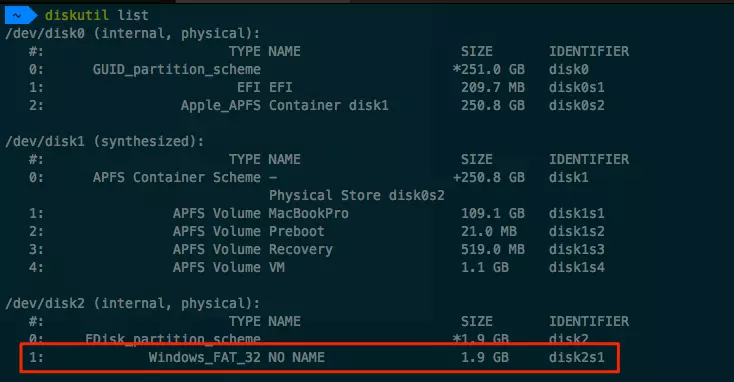 ~ diskutil list
/dev/disk0 (internal, physical):
#: TYPE NAME SIZE IDENTIFIER
0: GUID_partition_scheme *251.0 GB disk0
1: EFI EFI 209.7 MB disk0s1
2: Apple_APFS Container disk1 250.8 GB disk0s2
/dev/disk1 (synthesized):
#: TYPE NAME SIZE IDENTIFIER
0: APFS Container Scheme - +250.8 GB disk1
Physical Store disk0s2
1: APFS Volume MacBookPro 109.1 GB disk1s1
2: APFS Volume Preboot 21.0 MB disk1s2
3: APFS Volume Recovery 519.0 MB disk1s3
4: APFS Volume VM 1.1 GB disk1s4
/dev/disk2 (internal, physical):
#: TYPE NAME SIZE IDENTIFIER
0: FDisk_partition_scheme *1.9 GB disk2
1: Windows_FAT_32 NO NAME 1.9 GB disk2s1